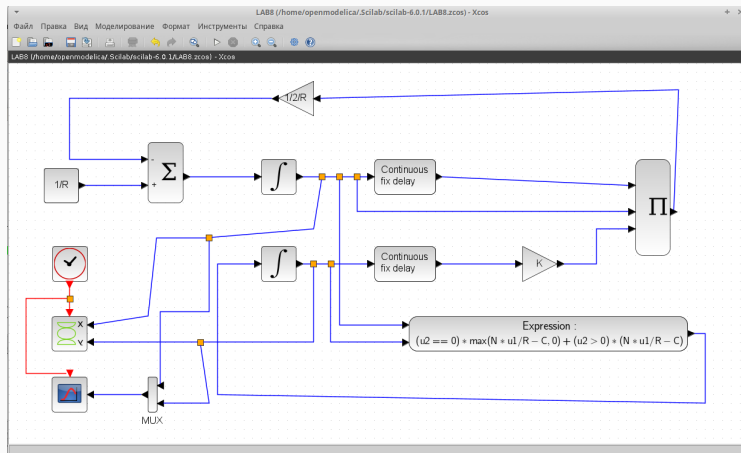 LAB8 (/home/openmodelica/.Scilab/scilab-6.0.1/LAB8.zcos) - Xcos
Файл Правка Вид Моделирование Формат Инструменты Справка
LAB8 (/home/openmodelica/.Scilab/scilab-6.0.1/LAB8.zcos) - Xcos
1/2/R
-
Σ
+
1/R
∫
Continuous
fix delay
Π
∫
Continuous
fix delay
K
X
Y
Expression :
(u2 == 0) * max(N * u1/R − C, 0) + (u2 > 0) * (N * u1/R − C)
MUX